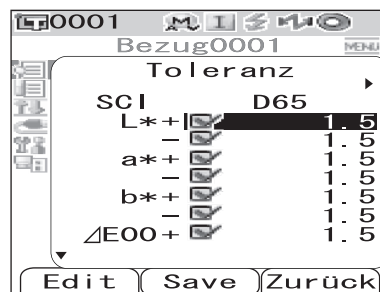 0001 M I
Bezug0001 MENU
Toleranz
SCI D65
L*+ 1.5
− 1.5
a*+ 1.5
− 1.5
b*+ 1.5
− 1.5
⊿E00+ 1.5
Edit Save Zurück